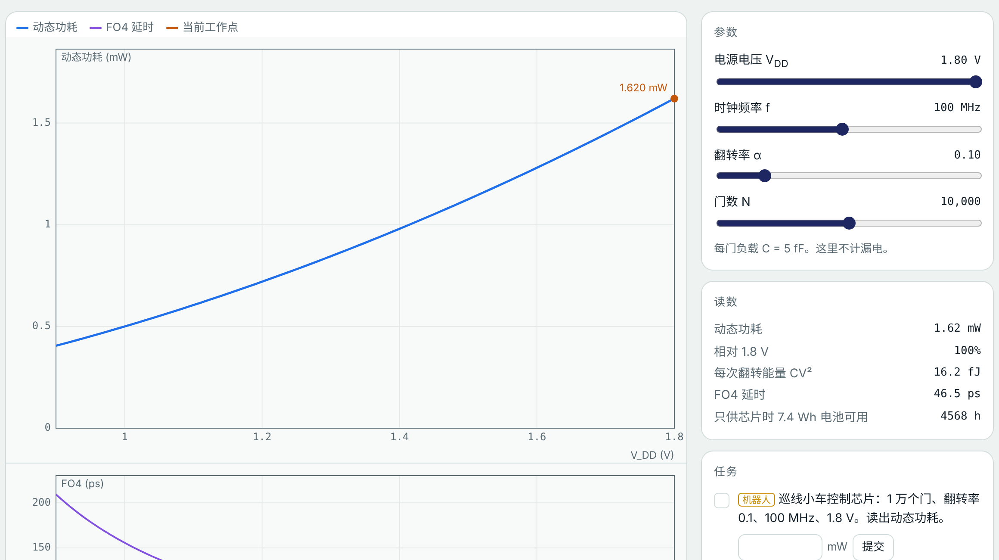 动态功耗 FO4 延时 当前工作点
动态功耗 (mW)
1.620 mW
1.5
1
0.5
0
1 1.2 1.4 1.6 1.8
V_DD (V)
FO4 (ps)
200
150
参数
电源电压 VDD 1.80 V
时钟频率 f 100 MHz
翻转率 α 0.10
门数 N 10,000
每门负载 C = 5 fF。这里不计漏电。
读数
动态功耗 1.62 mW
相对 1.8 V 100%
每次翻转能量 CV² 16.2 fJ
FO4 延时 46.5 ps
只供芯片时 7.4 Wh 电池可用 4568 h
任务
机器人 巡线小车控制芯片：1 万个门、翻转率
0.1、100 MHz、1.8 V。读出动态功耗。
mW 提交